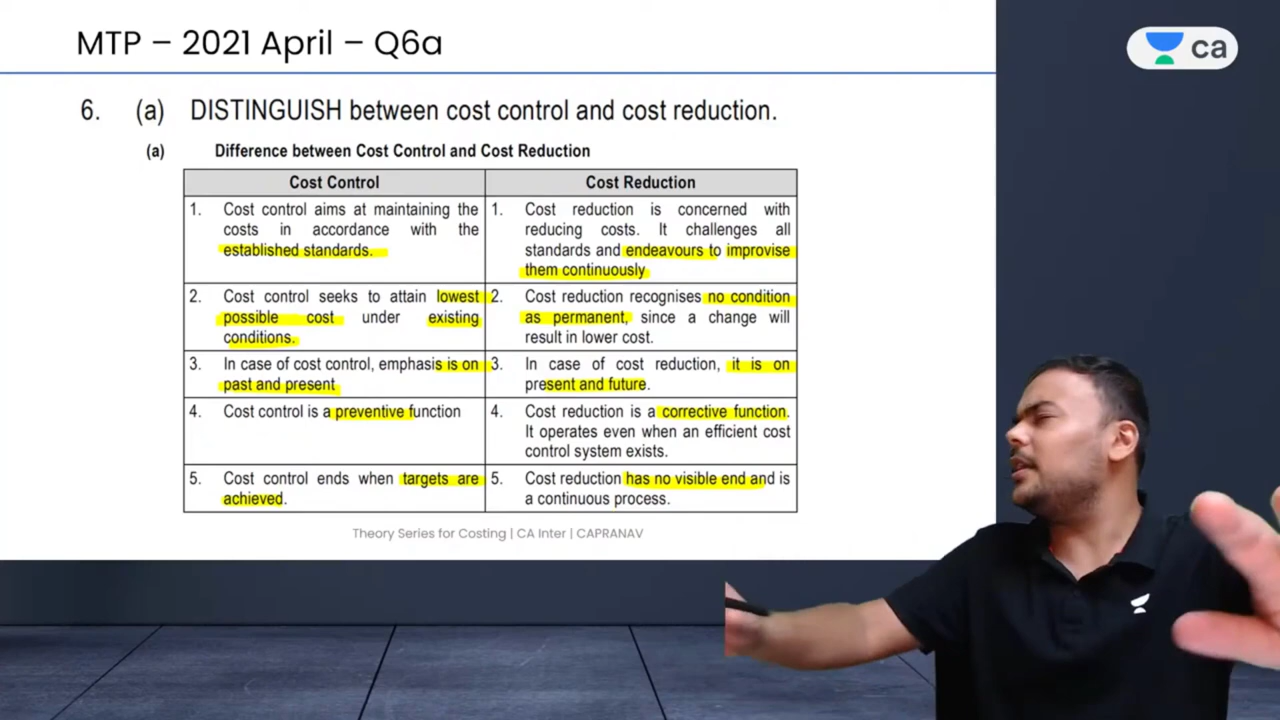 MTP – 2021 April – Q6a
ca
6. (a) DISTINGUISH between cost control and cost reduction.
(a) Difference between Cost Control and Cost Reduction
Cost Control
Cost Reduction
1. Cost control aims at maintaining the
costs in accordance with the
established standards.
1. Cost reduction is concerned with
reducing costs. It challenges all
standards and endeavours to improvise
them continuously
2. Cost control seeks to attain lowest
possible cost under existing
conditions.
2. Cost reduction recognises no condition
as permanent, since a change will
result in lower cost.
3. In case of cost control, emphasis is on
past and present
3. In case of cost reduction, it is on
present and future.
4. Cost control is a preventive function
4. Cost reduction is a corrective function.
It operates even when an efficient cost
control system exists.
5. Cost control ends when targets are
achieved.
5. Cost reduction has no visible end and is
a continuous process.
Theory Series for Costing | CA Inter | CAPRANAV